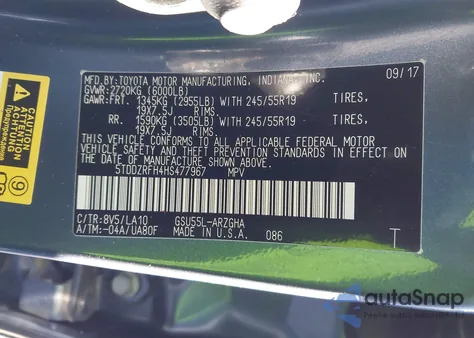 MFD. BY: TOYOTA MOTOR MANUFACTURING, INDIANA, INC.
09/17
GVWR: 2720KG (6000LB)
GAWR: FRT. 1345KG (2955LB) WITH 245/55R19 TIRES,
19X7.5J RIMS
RR. 1590KG (3505LB) WITH 245/55R19 TIRES,
19X7.5J RIMS
THIS VEHICLE CONFORMS TO ALL APPLICABLE FEDERAL MOTOR
VEHICLE SAFETY AND THEFT PREVENTION STANDARDS IN EFFECT ON THE
DATE OF MANUFACTURE SHOWN ABOVE.
5TDDZRFH4HS477967 MPV
C/TR: 8V5/LA10 GSU55L-ARZGHA
A/TM: -04A/UA80F MADE IN U.S.A. 086
T
CAUTION
ACHTUNG
9
autoSnap